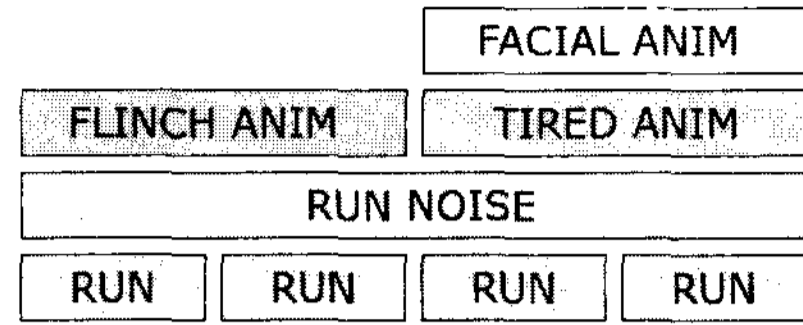 FACIAL ANIM
FLINCH ANIM TIRED ANIM
RUN NOISE
RUN RUN RUN RUN